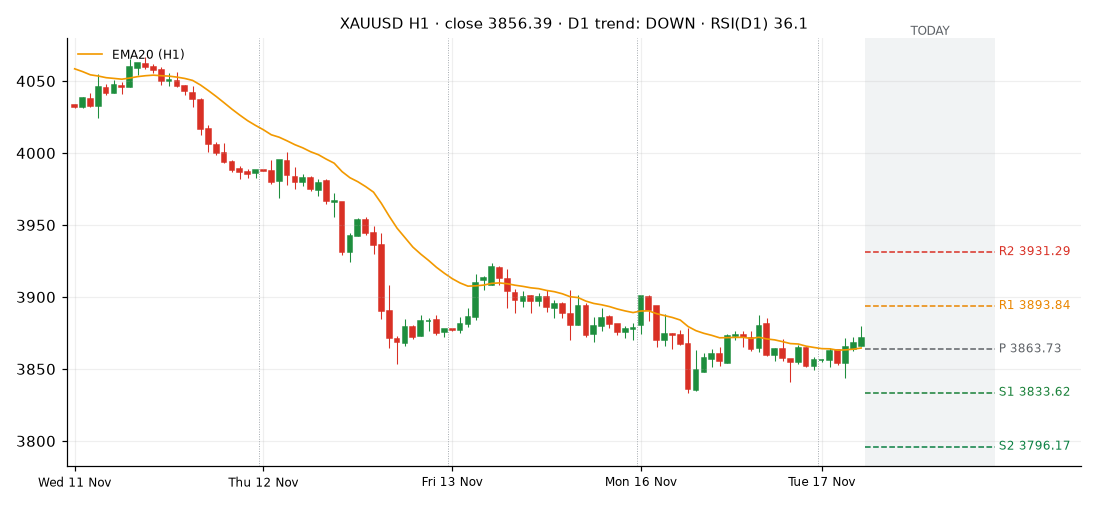 XAUUSD H1 · close 3856.39 · D1 trend: DOWN · RSI(D1) 36.1
TODAY
EMA20 (H1)
4050
4000
3950
3900
3850
3800
R2 3931.29
R1 3893.84
P 3863.73
S1 3833.62
S2 3796.17
Wed 11 Nov
Thu 12 Nov
Fri 13 Nov
Mon 16 Nov
Tue 17 Nov